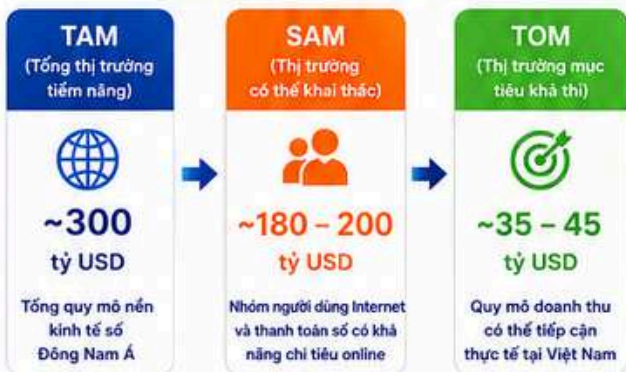 TAM
(Tổng thị trường
tiềm năng)
~300
tỷ USD
Tổng quy mô nền
kinh tế số
Đông Nam Á
SAM
(Thị trường
có thể khai thác)
~180 – 200
tỷ USD
Nhóm người dùng Internet
và thanh toán số có khả
năng chi tiêu online
TOM
(Thị trường mục
tiêu khả thi)
~35 – 45
tỷ USD
Quy mô doanh thu
có thể tiếp cận
thực tế tại Việt Nam